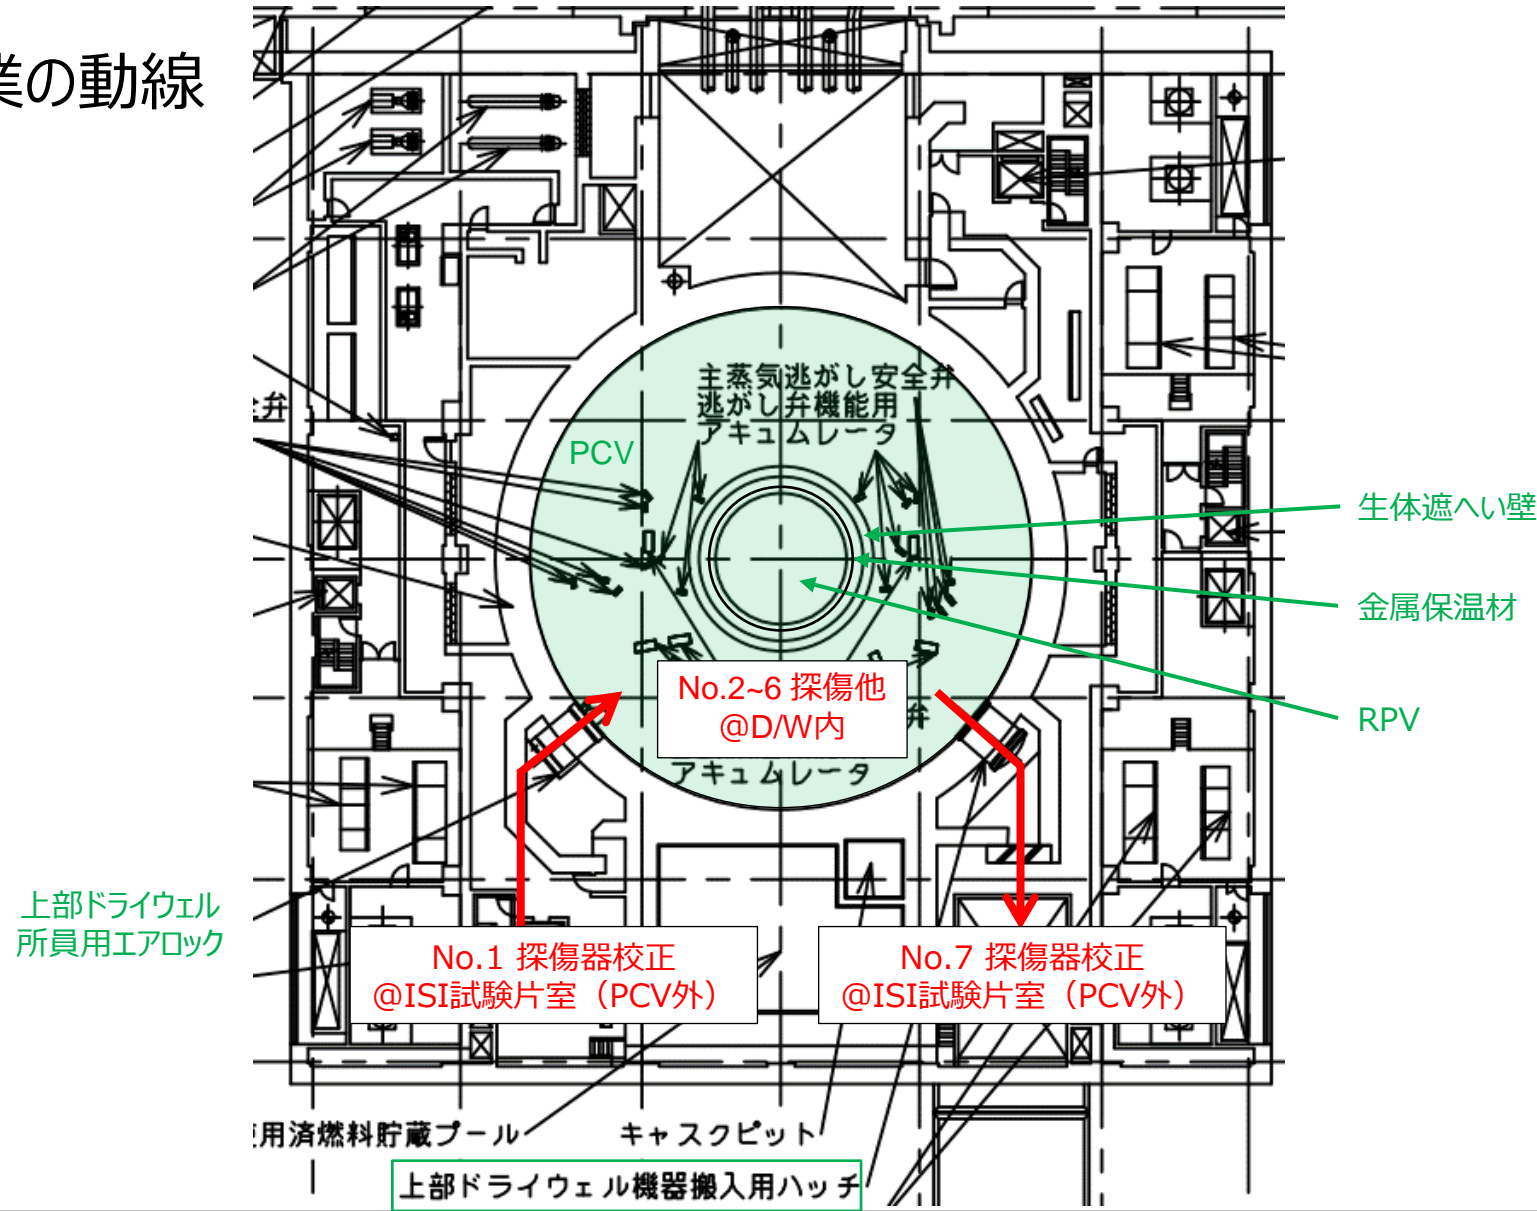 業の動線
主蒸気逃がし安全弁
逃がし弁機能用
アキュムレータ
全弁
PCV
生体遮へい壁
金属保温材
RPV
No.2~6 探傷他
@D/W内
弁
アキュムレータ
上部ドライウェル
所員用エアロック
No.1 探傷器校正
@ISI試験片室（PCV外）
No.7 探傷器校正
@ISI試験片室（PCV外）
使用済燃料貯蔵プール
キャスクピット
上部ドライウェル機器搬入用ハッチ